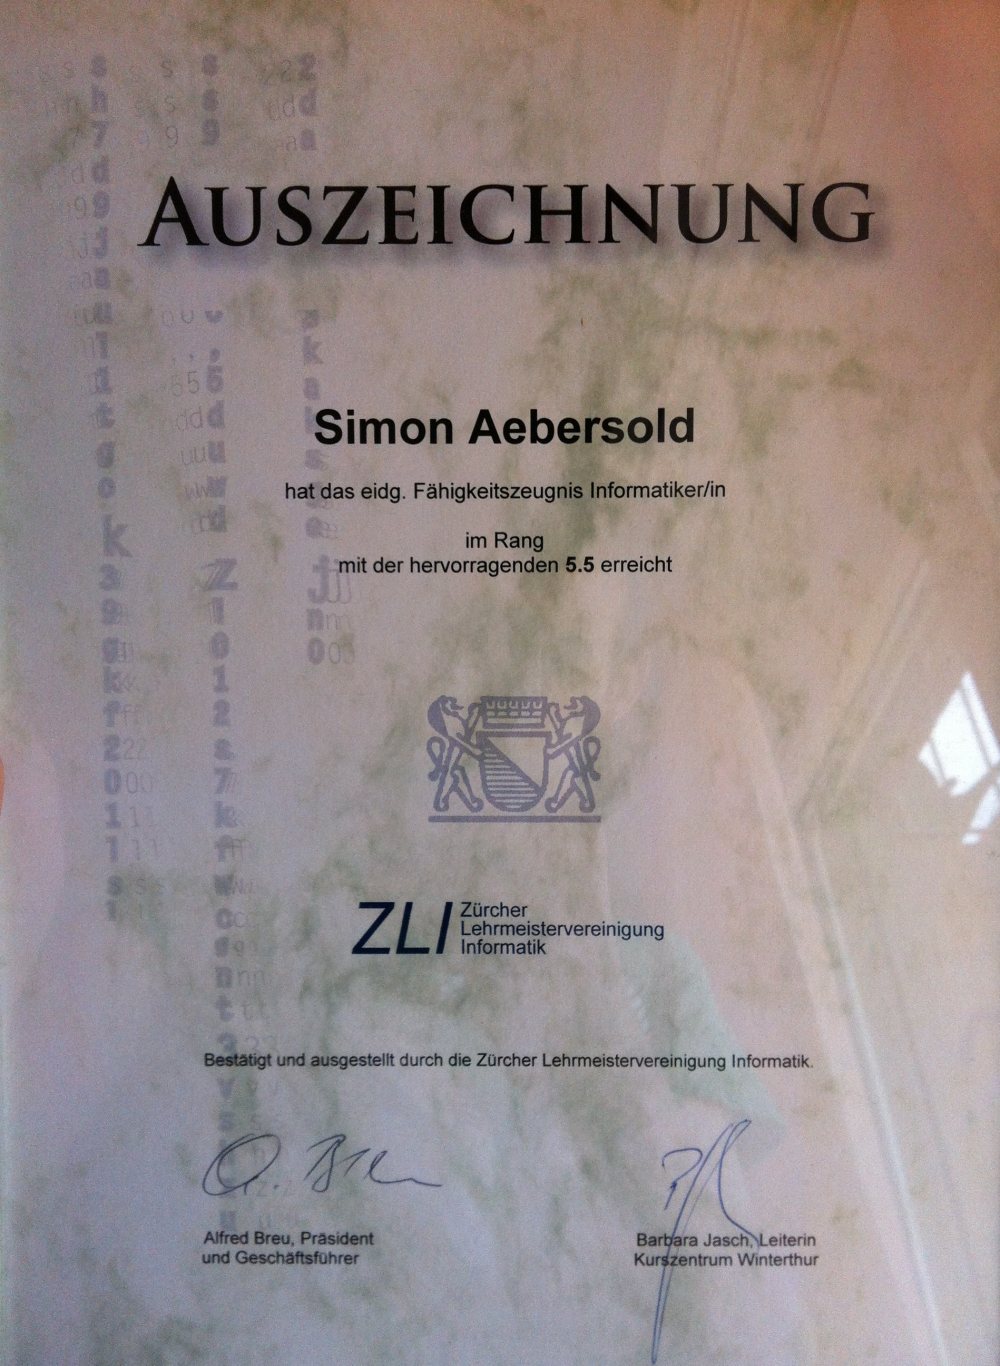 AUSZEICHNUNG
Simon Aebersold
hat das eidg. Fähigkeitszeugnis Informatiker/in
im Rang
mit der hervorragenden 5.5 erreicht
ZLI Zürcher
Lehrmeistervereinigung
Informatik
Bestätigt und ausgestellt durch die Zürcher Lehrmeistervereinigung Informatik.
A. Breu
Alfred Breu, Präsident
und Geschäftsführer
Barbara Jasch, Leiterin
Kurszentrum Winterthur